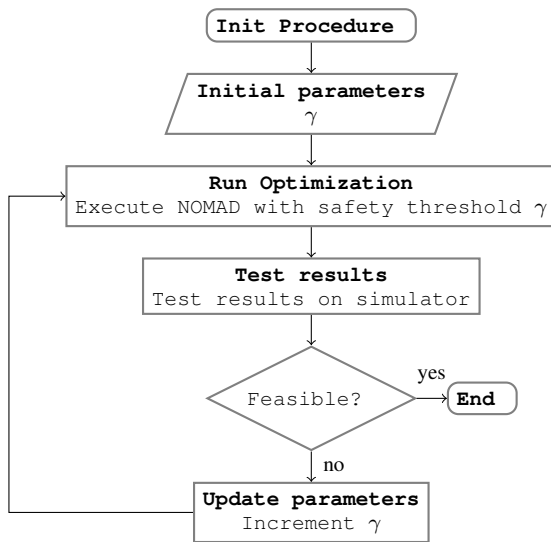 Init Procedure
Initial parameters
γ
Run Optimization
Execute NOMAD with safety threshold γ
Test results
Test results on simulator
Feasible?
yes
End
no
Update parameters
Increment γ